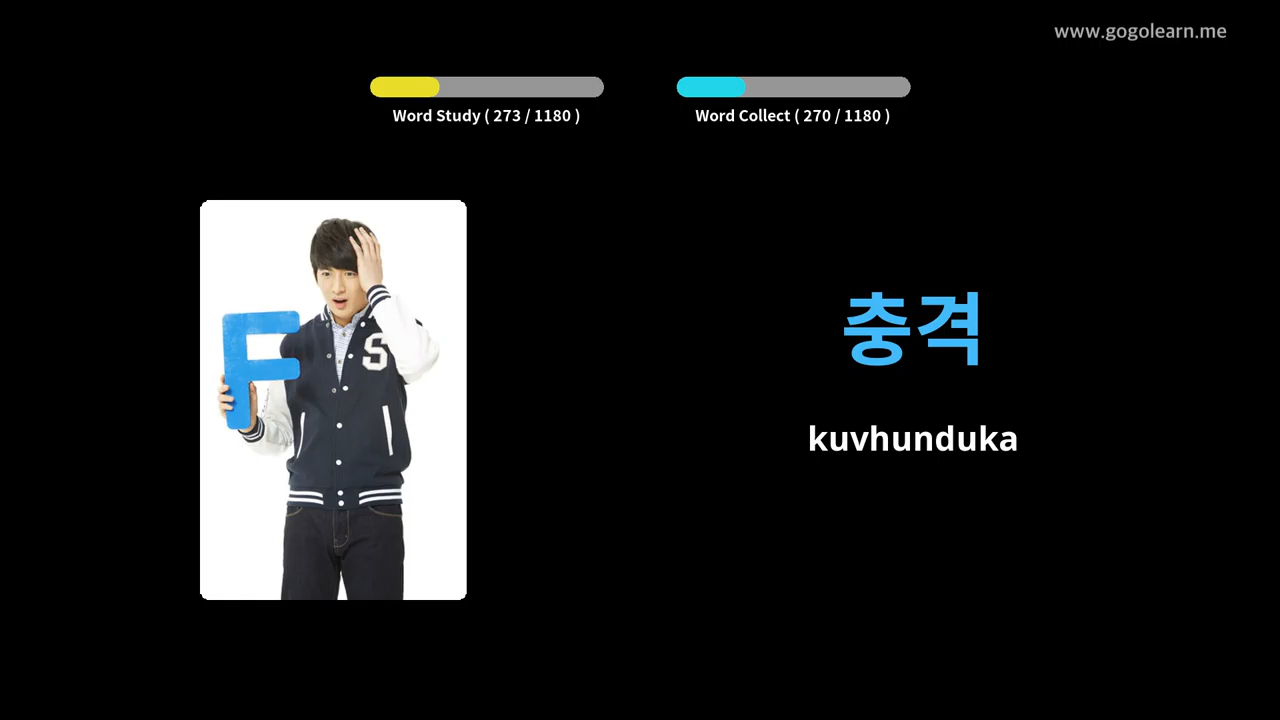 www.gogolearn.me
Word Study ( 273 / 1180 )
Word Collect ( 270 / 1180 )
F
S
충격
kuvhunduka